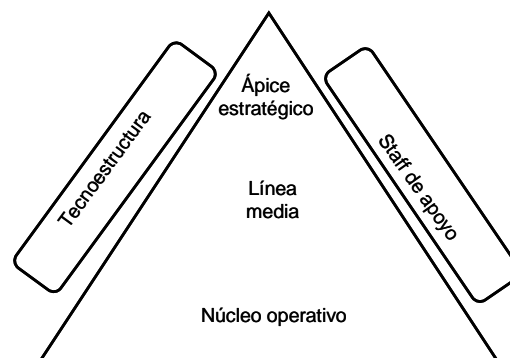 Ápice
estratégico
Tecnoestructura
Staff de apoyo
Línea
media
Núcleo operativo